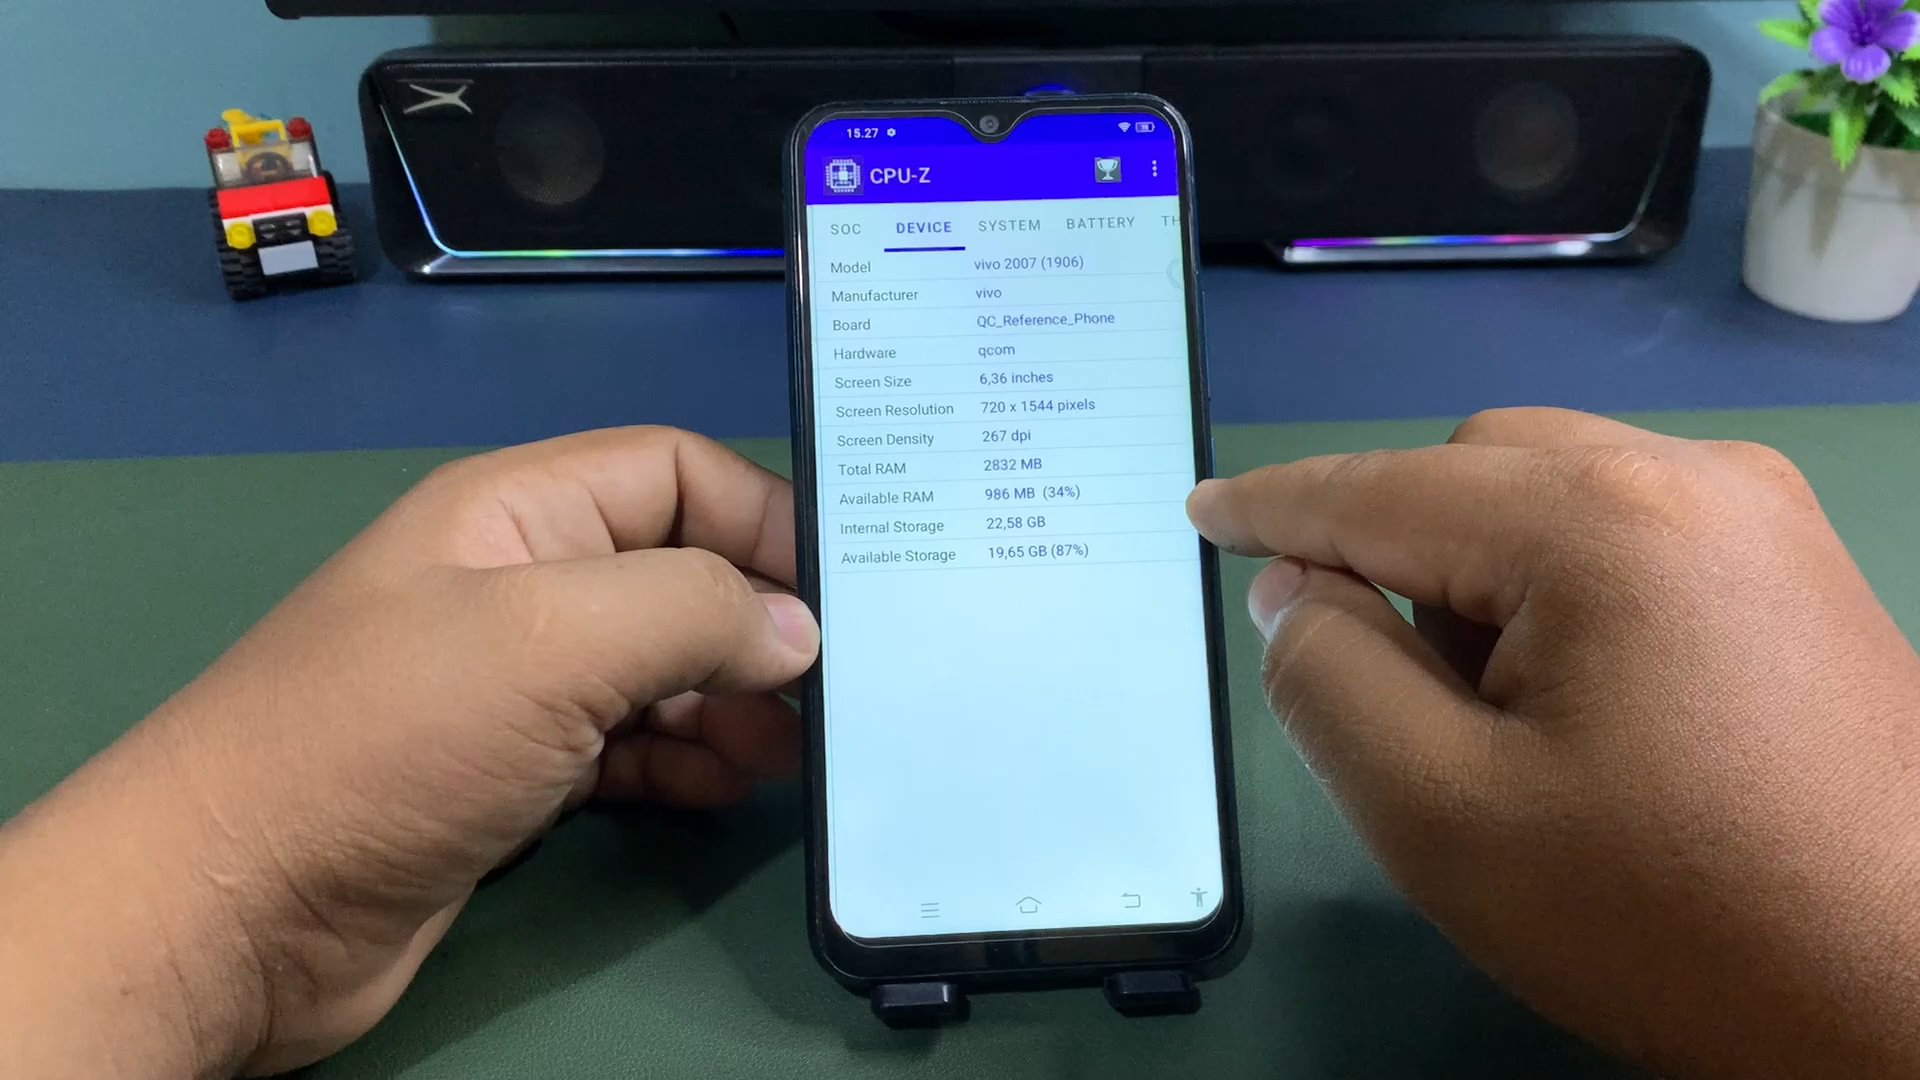 15.27
CPU-Z
SOC DEVICE SYSTEM BATTERY TH
Model vivo 2007 (1906)
Manufacturer vivo
Board QC_Reference_Phone
Hardware qcom
Screen Size 6,36 inches
Screen Resolution 720 x 1544 pixels
Screen Density 267 dpi
Total RAM 2832 MB
Available RAM 986 MB (34%)
Internal Storage 22,58 GB
Available Storage 19,65 GB (87%)